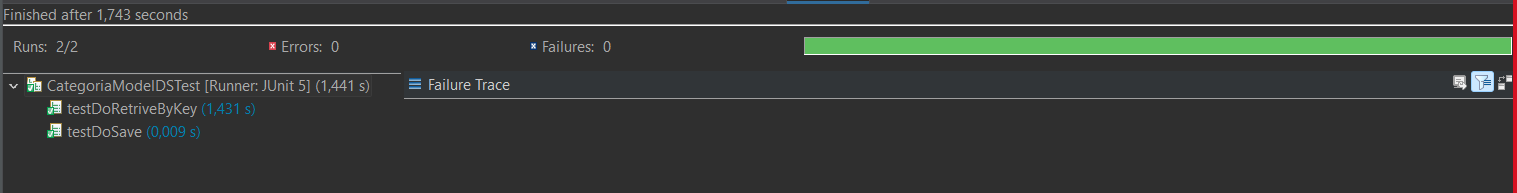 Finished after 1,743 seconds
Runs: 2/2 Errors: 0 Failures: 0
CategoriaModelDSTest [Runner: JUnit 5] (1,441 s)
Failure Trace
testDoRetriveByKey (1,431 s)
testDoSave (0,009 s)